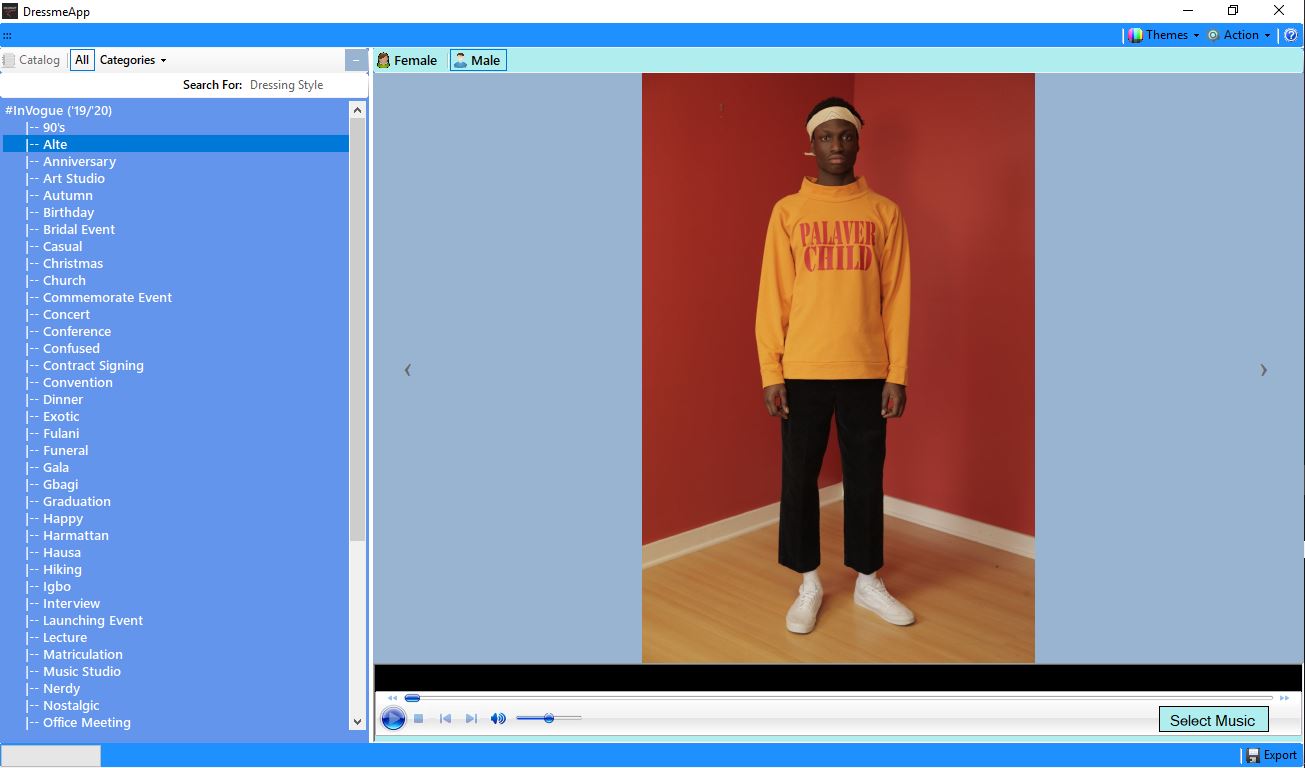 DressmeApp
Themes
Action
Catalog
All
Categories
Search For: Dressing Style
#InVogue ('19/'20)
|-- 90's
|-- Alte
|-- Anniversary
|-- Art Studio
|-- Autumn
|-- Birthday
|-- Bridal Event
|-- Casual
|-- Christmas
|-- Church
|-- Commemorate Event
|-- Concert
|-- Conference
|-- Confused
|-- Contract Signing
|-- Convention
|-- Dinner
|-- Exotic
|-- Fulani
|-- Funeral
|-- Gala
|-- Gbagi
|-- Graduation
|-- Happy
|-- Harmattan
|-- Hausa
|-- Hiking
|-- Igbo
|-- Interview
|-- Launching Event
|-- Lecture
|-- Matriculation
|-- Music Studio
|-- Nerdy
|-- Nostalgic
|-- Office Meeting
Female
Male
PALAVER
CHILD
Select Music
Export